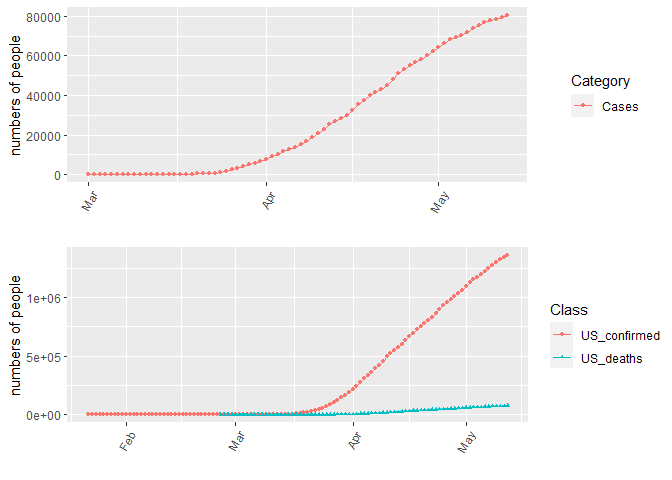 numbers of people
80000
60000
40000
20000
0
Mar
Apr
May
Category
Cases
numbers of people
1e+06
5e+05
0e+00
Feb
Mar
Apr
May
Class
US_confirmed
US_deaths